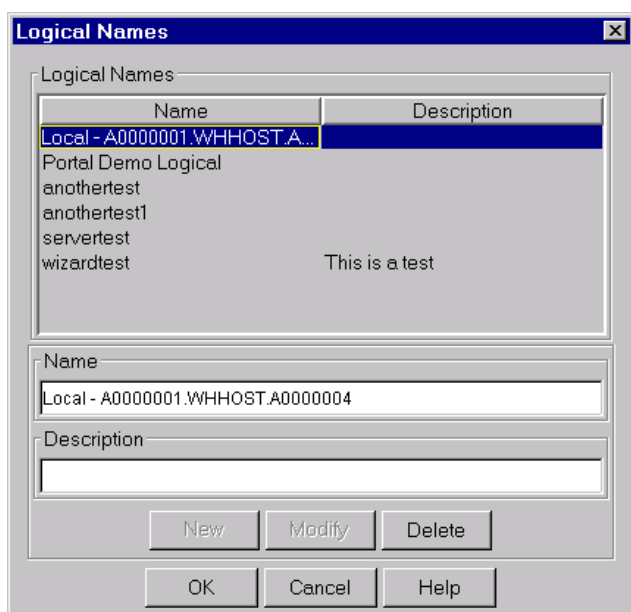 Logical Names
Logical Names
Name Description
Local - A0000001.WHHOST.A...
Portal Demo Logical
anothertest
anothertest1
servertest
wizardtest This is a test
Name
Local - A0000001.WHHOST.A0000004
Description
New Modify Delete
OK Cancel Help